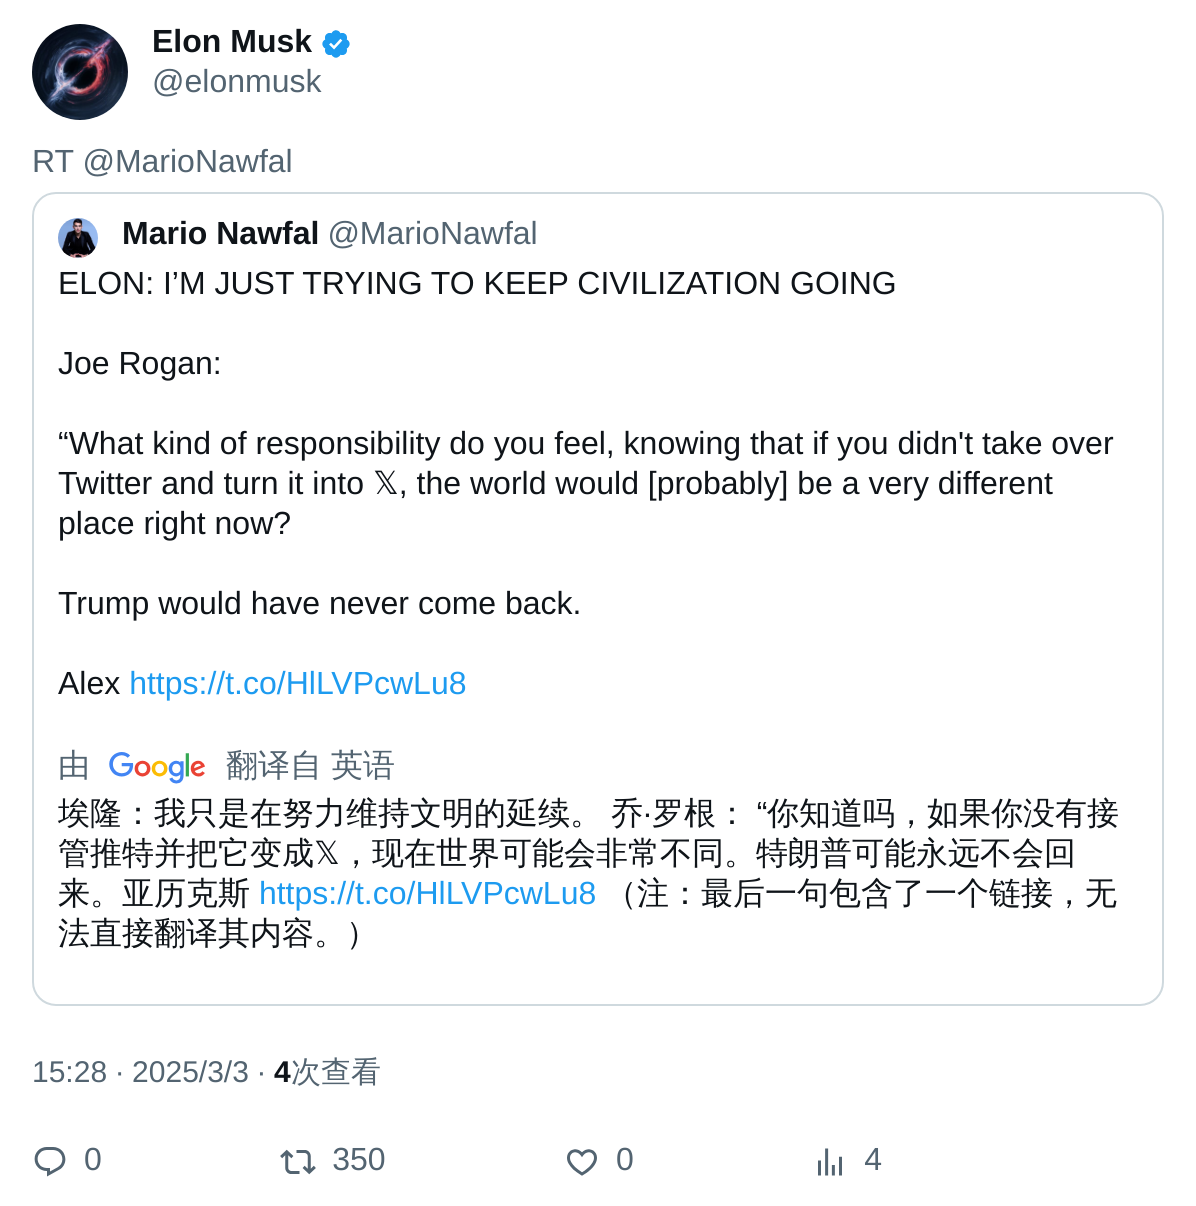 Elon Musk
@elonmusk
RT @MarioNawfal
Mario Nawfal @MarioNawfal
ELON: I’M JUST TRYING TO KEEP CIVILIZATION GOING
Joe Rogan:
“What kind of responsibility do you feel, knowing that if you didn't take over
Twitter and turn it into 𝕏, the world would [probably] be a very different
place right now?
Trump would have never come back.
Alex https://t.co/HlLVPcwLu8
由 Google 翻译自 英语
埃隆：我只是在努力维持文明的延续。 乔·罗根： “你知道吗，如果你没有接
管推特并把它变成𝕏，现在世界可能会非常不同。特朗普可能永远不会回
来。亚历克斯 https://t.co/HlLVPcwLu8 （注：最后一句包含了一个链接，无
法直接翻译其内容。）
15:28 · 2025/3/3 · 4次查看
0 350 0 4